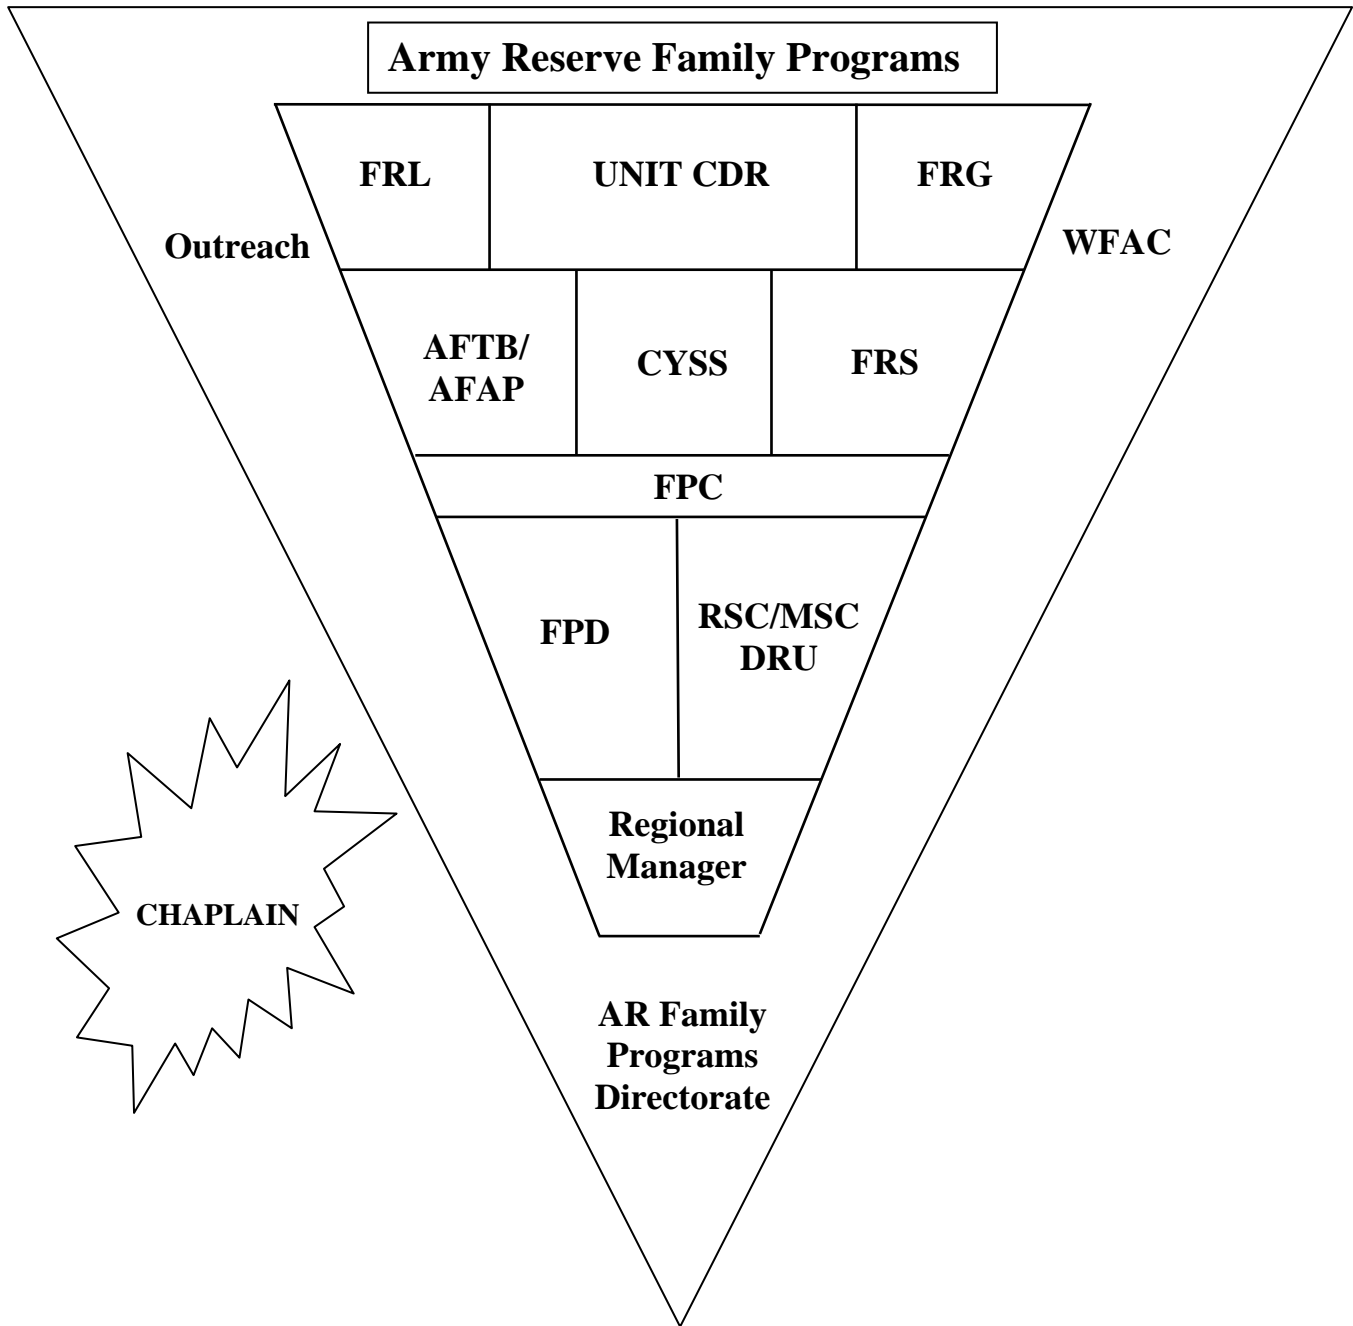 Army Reserve Family Programs
FRL
UNIT CDR
FRG
Outreach
WFAC
AFTB/
AFAP
CYSS
FRS
FPC
FPD
RSC/MSC
DRU
Regional
Manager
CHAPLAIN
AR Family
Programs
Directorate